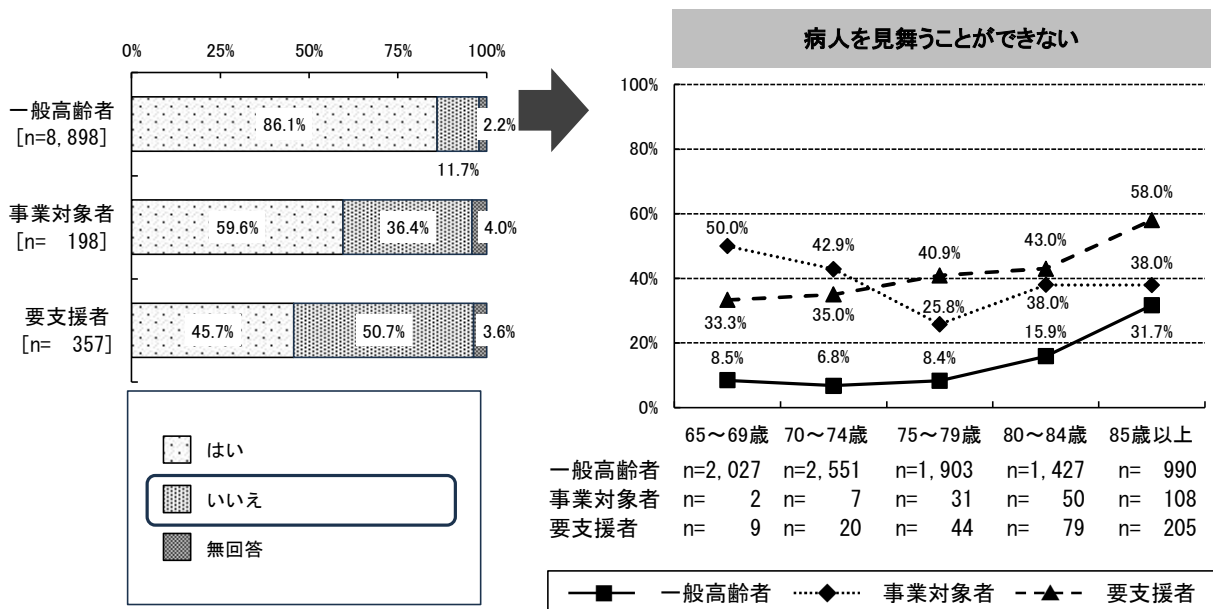 0% 25% 50% 75% 100%
一般高齢者
[n=8,898]
86.1%
2.2%
11.7%
事業対象者
[n= 198]
59.6%
36.4%
4.0%
要支援者
[n= 357]
45.7%
50.7%
3.6%
はい
いいえ
無回答
病人を見舞うことができない
100%
80%
60%
40%
20%
0%
58.0%
50.0%
42.9%
40.9%
43.0%
38.0%
33.3%
35.0%
25.8%
38.0%
8.5%
6.8%
8.4%
15.9%
31.7%
65～69歳 70～74歳 75～79歳 80～84歳 85歳以上
一般高齢者 n=2,027 n=2,551 n=1,903 n=1,427 n= 990
事業対象者 n= 2 n= 7 n= 31 n= 50 n= 108
要支援者 n= 9 n= 20 n= 44 n= 79 n= 205
一般高齢者 事業対象者 要支援者